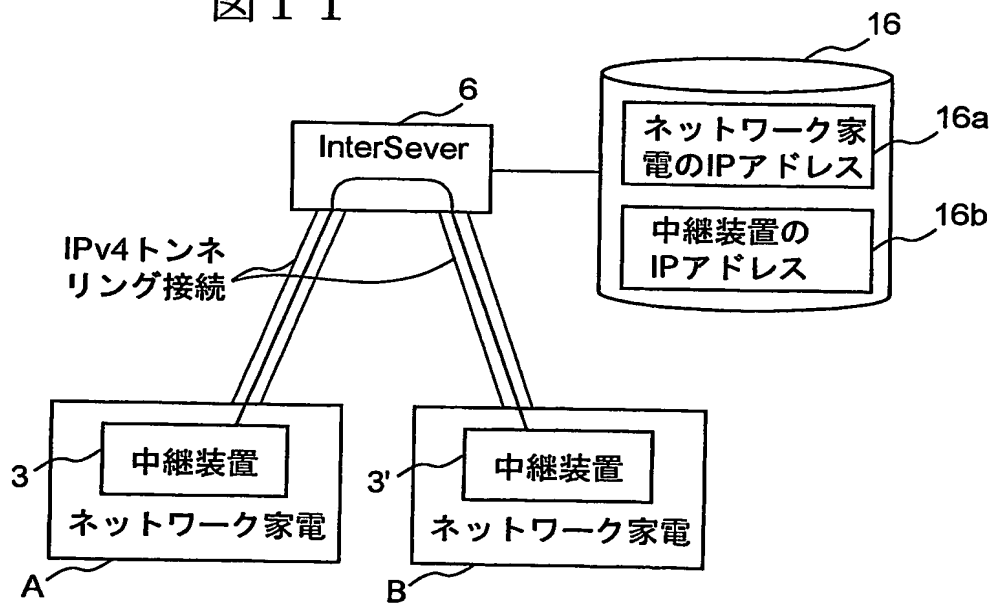 図11
16
6
InterSever
ネットワーク家
電のIPアドレス
16a
中継装置の
IPアドレス
16b
IPv4トンネ
リング接続
3
中継装置
ネットワーク家電
A
3'
中継装置
ネットワーク家電
B